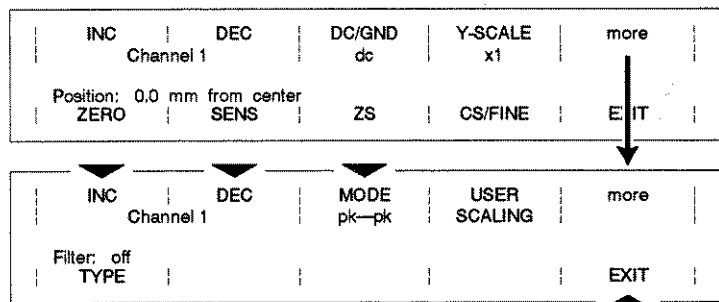 INC DEC DC/GND Y-SCALE more
Channel 1 dc x1
Position: 0.0 mm from center
ZERO SENS ZS CS/FINE EXIT
INC DEC MODE USER more
Channel 1 pk—pk SCALING
Filter: off
TYPE EXIT